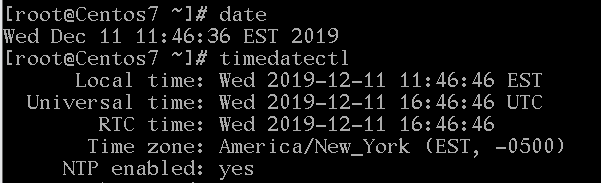 [root@Centos7 ~]# date
Wed Dec 11 11:46:36 EST 2019
[root@Centos7 ~]# timedatectl
Local time: Wed 2019-12-11 11:46:46 EST
Universal time: Wed 2019-12-11 16:46:46 UTC
RTC time: Wed 2019-12-11 16:46:46
Time zone: America/New_York (EST, -0500)
NTP enabled: yes